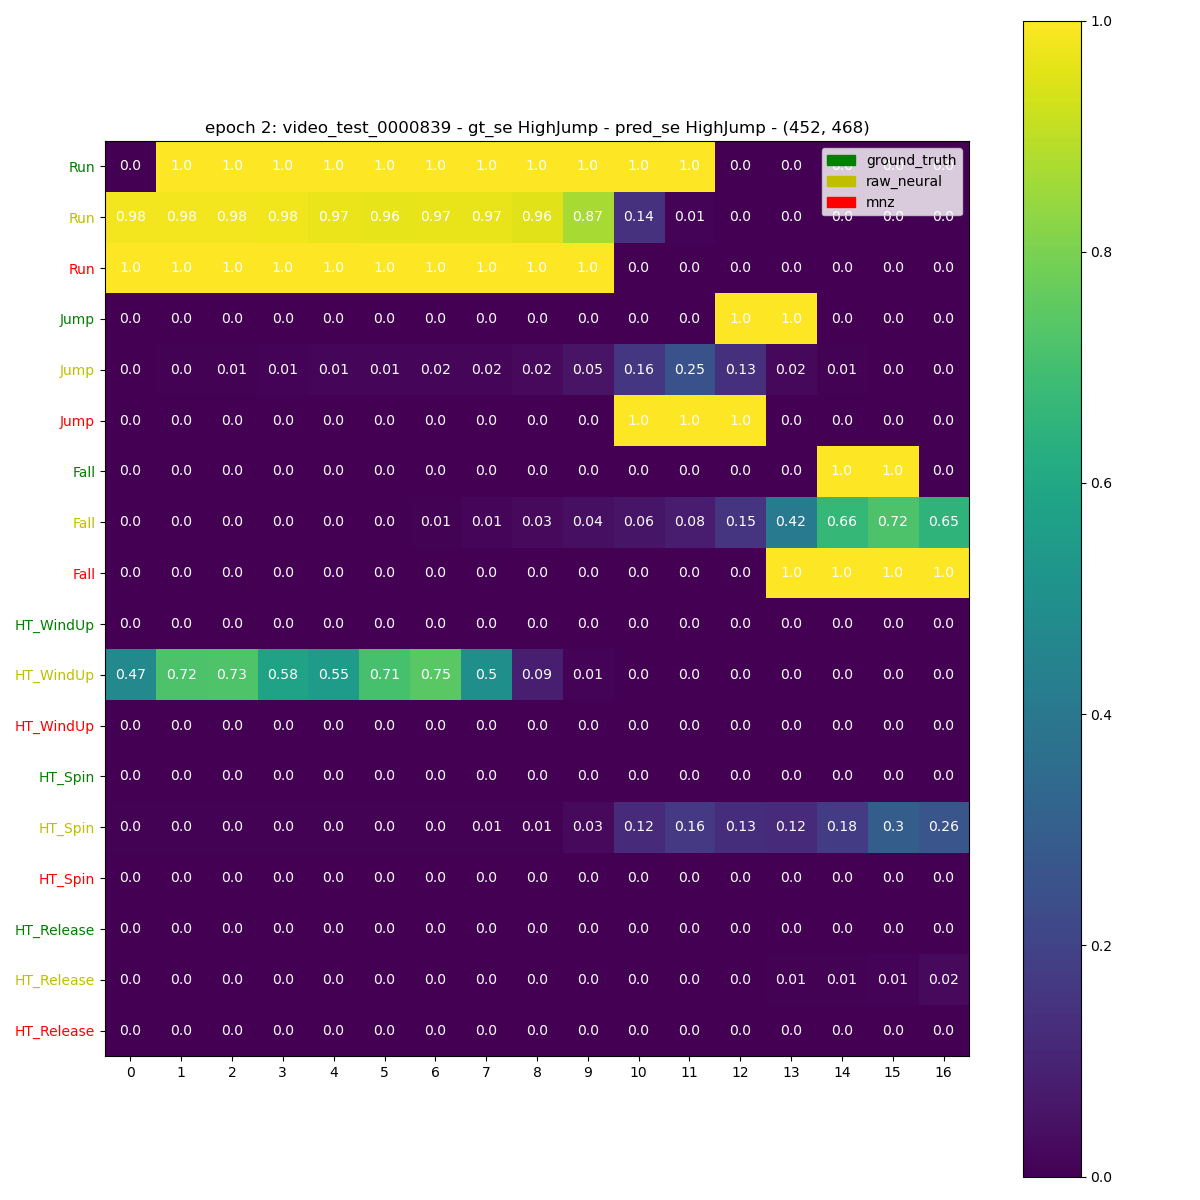 epoch 2: video_test_0000839 - gt_se HighJump - pred_se HighJump - (452, 468)
ground_truth
raw_neural
mnz
Run 0.0 1.0 1.0 1.0 1.0 1.0 1.0 1.0 1.0 1.0 1.0 1.0 0.0 0.0 0.0 0.0 0.0
Run 0.98 0.98 0.98 0.98 0.97 0.96 0.97 0.97 0.96 0.87 0.14 0.01 0.0 0.0 0.0 0.0 0.0
Run 1.0 1.0 1.0 1.0 1.0 1.0 1.0 1.0 1.0 1.0 0.0 0.0 0.0 0.0 0.0 0.0 0.0
Jump 0.0 0.0 0.0 0.0 0.0 0.0 0.0 0.0 0.0 0.0 0.0 0.0 1.0 1.0 0.0 0.0 0.0
Jump 0.0 0.0 0.01 0.01 0.01 0.01 0.02 0.02 0.02 0.05 0.16 0.25 0.13 0.02 0.01 0.0 0.0
Jump 0.0 0.0 0.0 0.0 0.0 0.0 0.0 0.0 0.0 0.0 1.0 1.0 1.0 0.0 0.0 0.0 0.0
Fall 0.0 0.0 0.0 0.0 0.0 0.0 0.0 0.0 0.0 0.0 0.0 0.0 0.0 0.0 1.0 1.0 0.0
Fall 0.0 0.0 0.0 0.0 0.0 0.0 0.01 0.01 0.03 0.04 0.06 0.08 0.15 0.42 0.66 0.72 0.65
Fall 0.0 0.0 0.0 0.0 0.0 0.0 0.0 0.0 0.0 0.0 0.0 0.0 0.0 1.0 1.0 1.0 1.0
HT_WindUp 0.0 0.0 0.0 0.0 0.0 0.0 0.0 0.0 0.0 0.0 0.0 0.0 0.0 0.0 0.0 0.0 0.0
HT_WindUp 0.47 0.72 0.73 0.58 0.55 0.71 0.75 0.5 0.09 0.01 0.0 0.0 0.0 0.0 0.0 0.0 0.0
HT_WindUp 0.0 0.0 0.0 0.0 0.0 0.0 0.0 0.0 0.0 0.0 0.0 0.0 0.0 0.0 0.0 0.0 0.0
HT_Spin 0.0 0.0 0.0 0.0 0.0 0.0 0.0 0.0 0.0 0.0 0.0 0.0 0.0 0.0 0.0 0.0 0.0
HT_Spin 0.0 0.0 0.0 0.0 0.0 0.0 0.0 0.01 0.01 0.03 0.12 0.16 0.13 0.12 0.18 0.3 0.26
HT_Spin 0.0 0.0 0.0 0.0 0.0 0.0 0.0 0.0 0.0 0.0 0.0 0.0 0.0 0.0 0.0 0.0 0.0
HT_Release 0.0 0.0 0.0 0.0 0.0 0.0 0.0 0.0 0.0 0.0 0.0 0.0 0.0 0.0 0.0 0.0 0.0
HT_Release 0.0 0.0 0.0 0.0 0.0 0.0 0.0 0.0 0.0 0.0 0.0 0.0 0.0 0.01 0.01 0.01 0.02
HT_Release 0.0 0.0 0.0 0.0 0.0 0.0 0.0 0.0 0.0 0.0 0.0 0.0 0.0 0.0 0.0 0.0 0.0
0 1 2 3 4 5 6 7 8 9 10 11 12 13 14 15 16
1.0
0.8
0.6
0.4
0.2
0.0